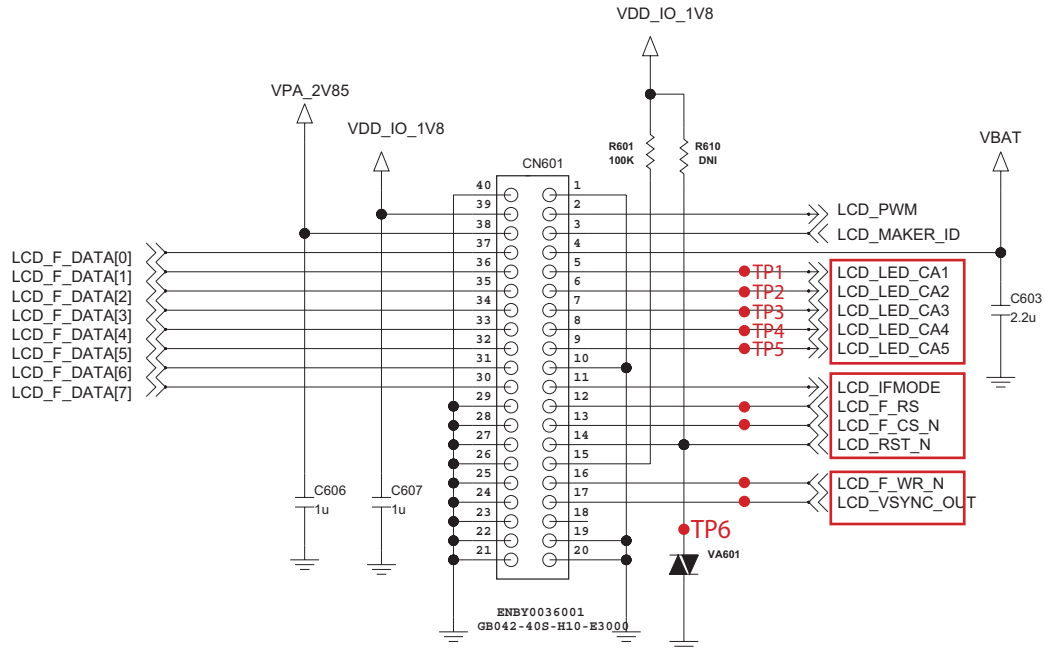 VDD_IO_1V8
VPA_2V85
VDD_IO_1V8
R601
100K
R610
DNI
VBAT
CN601
40 1
39 2
38 3
37 4
36 5
35 6
34 7
33 8
32 9
31 10
30 11
29 12
28 13
27 14
26 15
25 16
24 17
23 18
22 19
21 20
LCD_F_DATA[0]
LCD_F_DATA[1]
LCD_F_DATA[2]
LCD_F_DATA[3]
LCD_F_DATA[4]
LCD_F_DATA[5]
LCD_F_DATA[6]
LCD_F_DATA[7]
LCD_PWM
LCD_MAKER_ID
TP1 LCD_LED_CA1
TP2 LCD_LED_CA2
TP3 LCD_LED_CA3
TP4 LCD_LED_CA4
TP5 LCD_LED_CA5
C603
2.2u
LCD_IFMODE
LCD_F_RS
LCD_F_CS_N
LCD_RST_N
LCD_F_WR_N
LCD_VSYNC_OUT
C606
1u
C607
1u
TP6
VA601
ENBY0036001
GB042-40S-H10-E3000